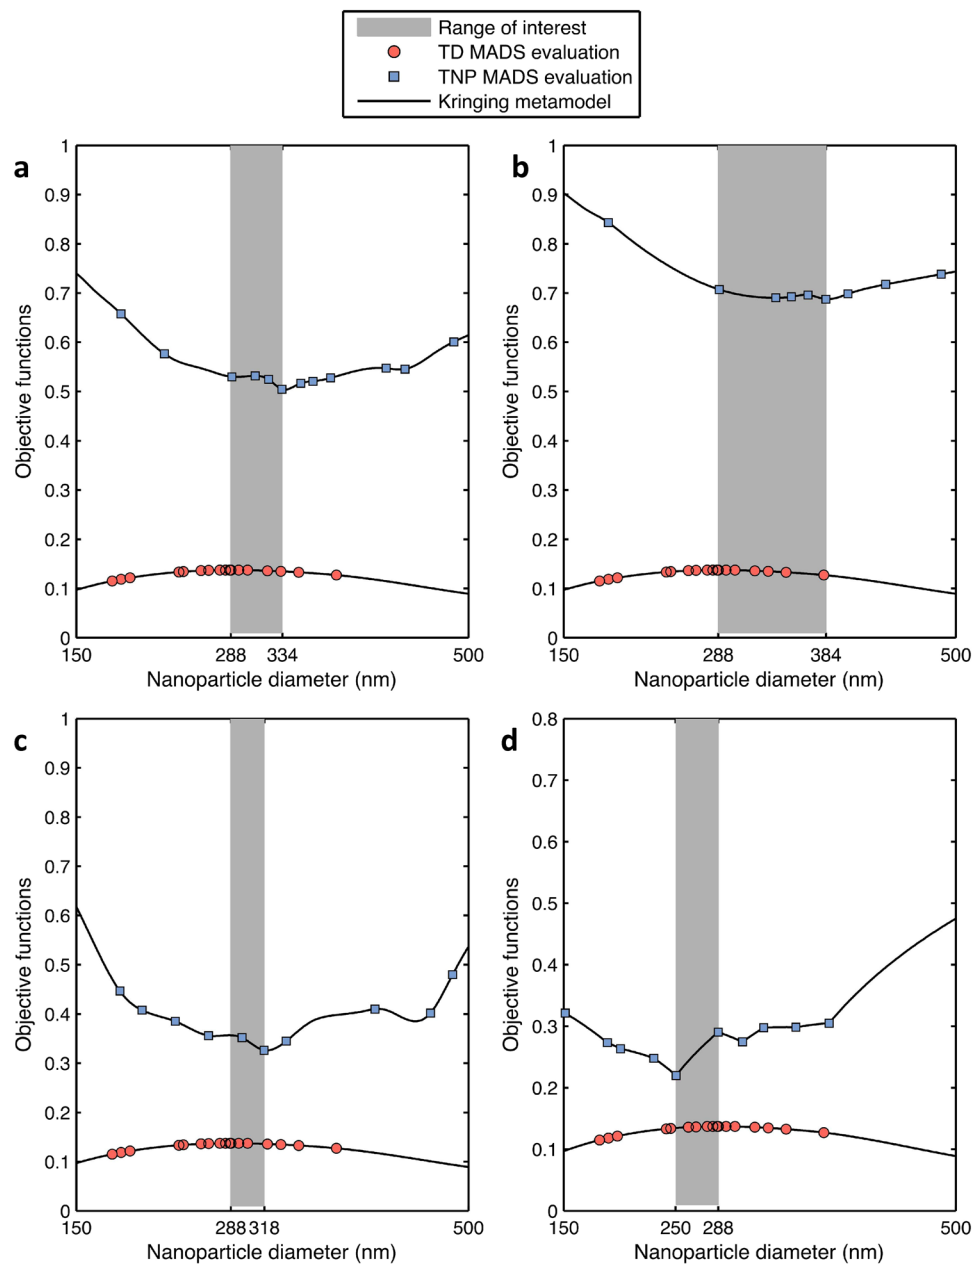 Range of interest
TD MADS evaluation
TNP MADS evaluation
Kringing metamodel
a
1
0.9
0.8
0.7
0.6
0.5
0.4
0.3
0.2
0.1
0
Objective functions
150 288 334 500
Nanoparticle diameter (nm)
b
1
0.9
0.8
0.7
0.6
0.5
0.4
0.3
0.2
0.1
0
Objective functions
150 288 384 500
Nanoparticle diameter (nm)
c
1
0.9
0.8
0.7
0.6
0.5
0.4
0.3
0.2
0.1
0
Objective functions
150 288 318 500
Nanoparticle diameter (nm)
d
0.8
0.7
0.6
0.5
0.4
0.3
0.2
0.1
0
Objective functions
150 250 288 500
Nanoparticle diameter (nm)